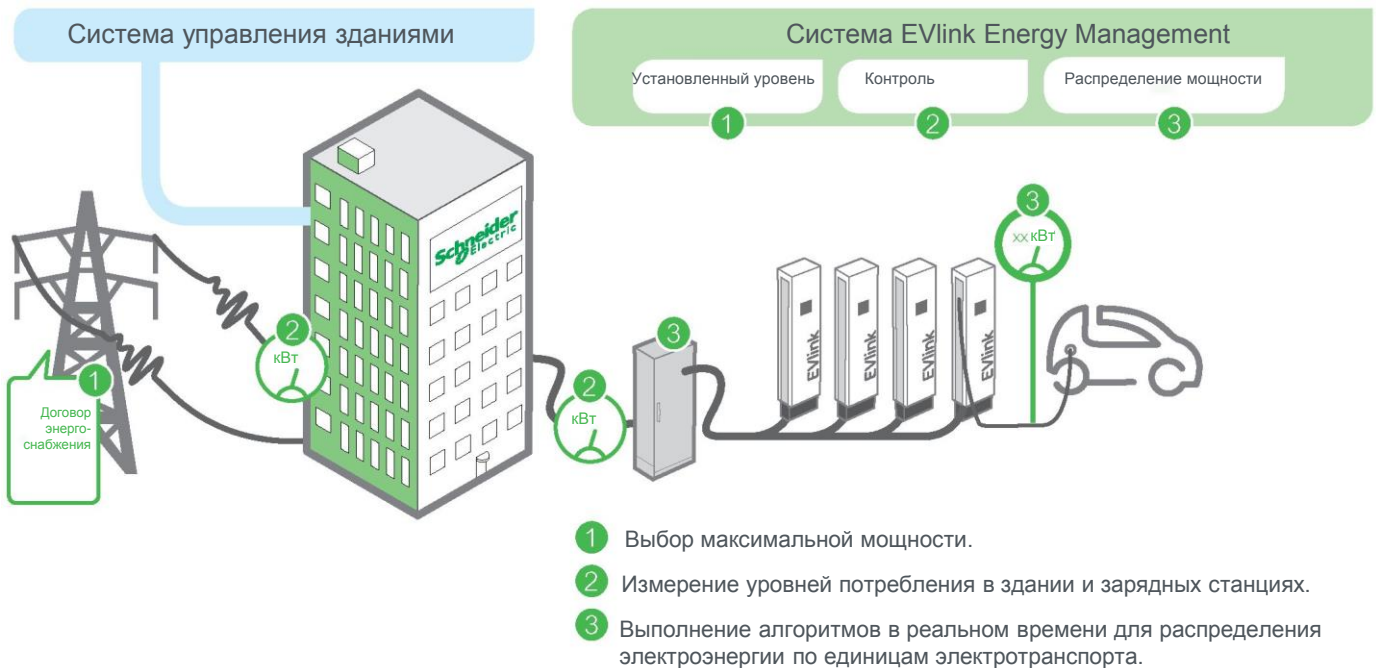 Система управления зданиями
Система EVlink Energy Management
Установленный уровень
Контроль
Распределение мощности
1
2
3
Schneider
Electric
3
xx кВт
2
кВт
1
Договор
энерго-
снабжения
2
кВт
3
EVlink
EVlink
EVlink
EVlink
1 Выбор максимальной мощности.
2 Измерение уровней потребления в здании и зарядных станциях.
3 Выполнение алгоритмов в реальном времени для распределения
электроэнергии по единицам электротранспорта.